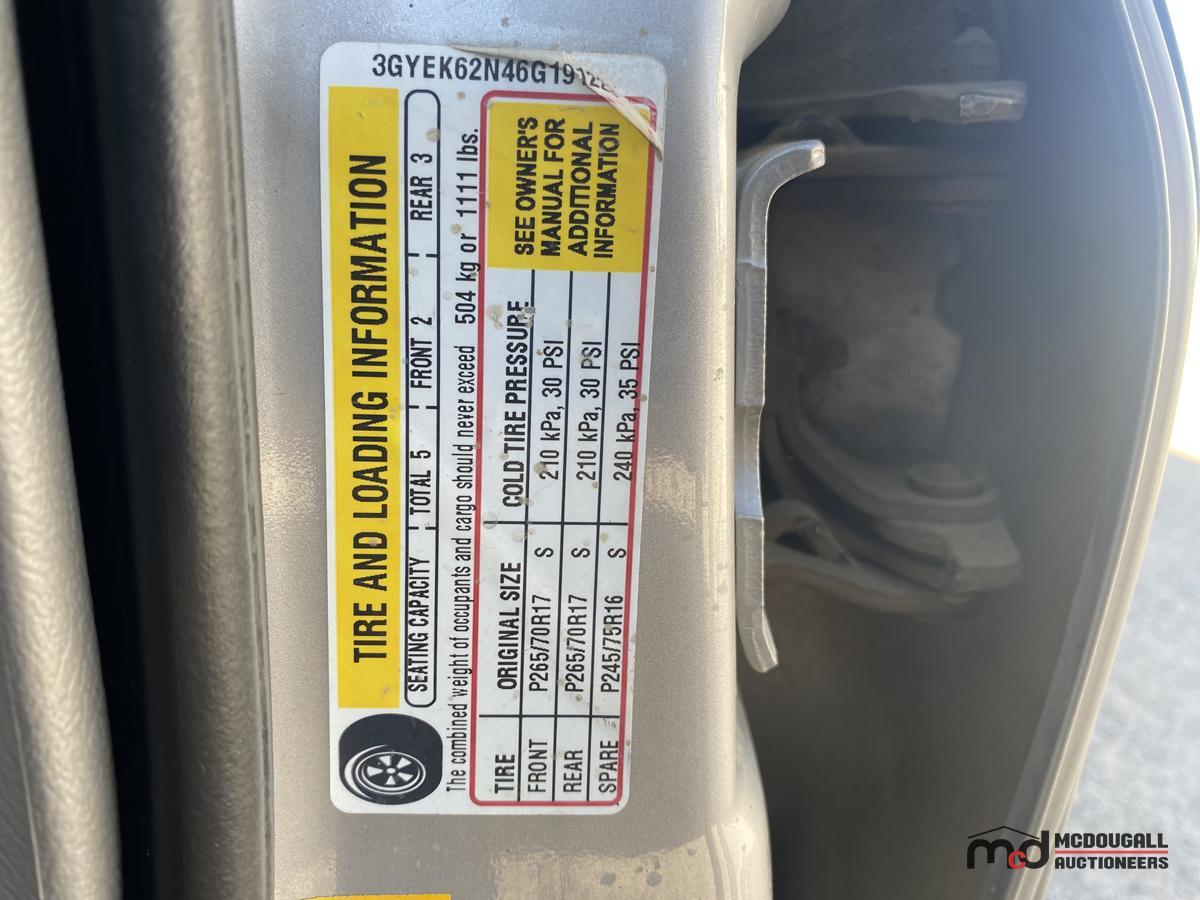 3GYEK62N46G19122
TIRE AND LOADING INFORMATION
SEATING CAPACITY TOTAL 5 FRONT 2 REAR 3
The combined weight of occupants and cargo should never exceed 504 kg or 1111 lbs.
TIRE ORIGINAL SIZE COLD TIRE PRESSURE
FRONT P265/70R17 S 210 kPa, 30 PSI
REAR P265/70R17 S 210 kPa, 30 PSI
SPARE P245/75R16 S 240 kPa, 35 PSI
SEE OWNER'S
MANUAL FOR
ADDITIONAL
INFORMATION
mcd
MCDOUGALL
AUCTIONEERS